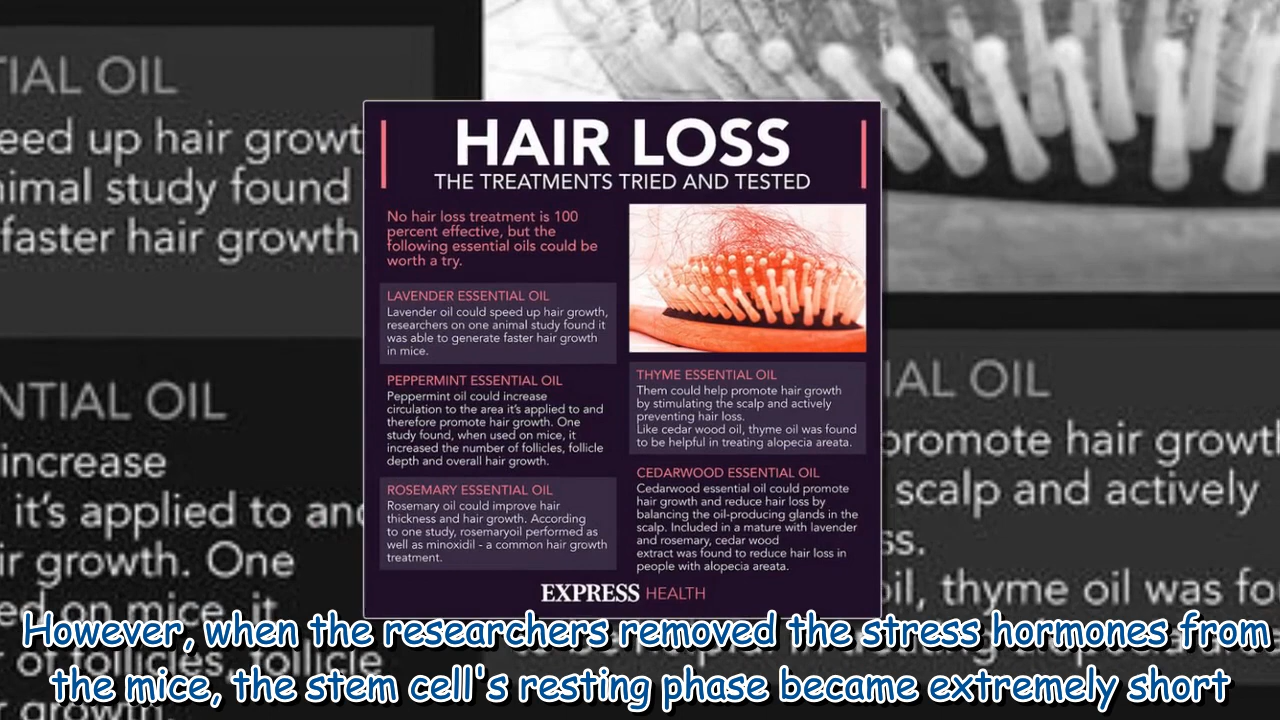 HAIR LOSS
THE TREATMENTS TRIED AND TESTED
No hair loss treatment is 100
percent effective, but the
following essential oils could be
worth a try.
LAVENDER ESSENTIAL OIL
Lavender oil could speed up hair growth,
researchers on one animal study found it
was able to generate faster hair growth
in mice.
PEPPERMINT ESSENTIAL OIL
Peppermint oil could increase
circulation to the area it's applied to and
therefore promote hair growth. One
study found, when used on mice, it
increased the number of follicles, follicle
depth and overall hair growth.
ROSEMARY ESSENTIAL OIL
Rosemary oil could improve hair
thickness and hair growth. According
to one study, rosemaryoil performed as
well as minoxidil - a common hair growth
treatment.
THYME ESSENTIAL OIL
Them could help promote hair growth
by stimulating the scalp and actively
preventing hair loss.
Like cedar wood oil, thyme oil was found
to be helpful in treating alopecia areata.
CEDARWOOD ESSENTIAL OIL
Cedarwood essential oil could promote
hair growth and reduce hair loss by
balancing the oil-producing glands in the
scalp. Included in a mature with lavender
and rosemary, cedar wood
extract was found to reduce hair loss in
people with alopecia areata.
EXPRESS HEALTH
TIAL OIL
eed up hair growt
nimal study found
faster hair growth
NTIAL OIL
increase
it's applied to and
ir growth. One
ed on mice, it
of follicles, follicle
growth.
IAL OIL
promote hair growth
scalp and actively
ss.
oil, thyme oil was fo
However, when the researchers removed the stress hormones from
the mice, the stem cell's resting phase became extremely short